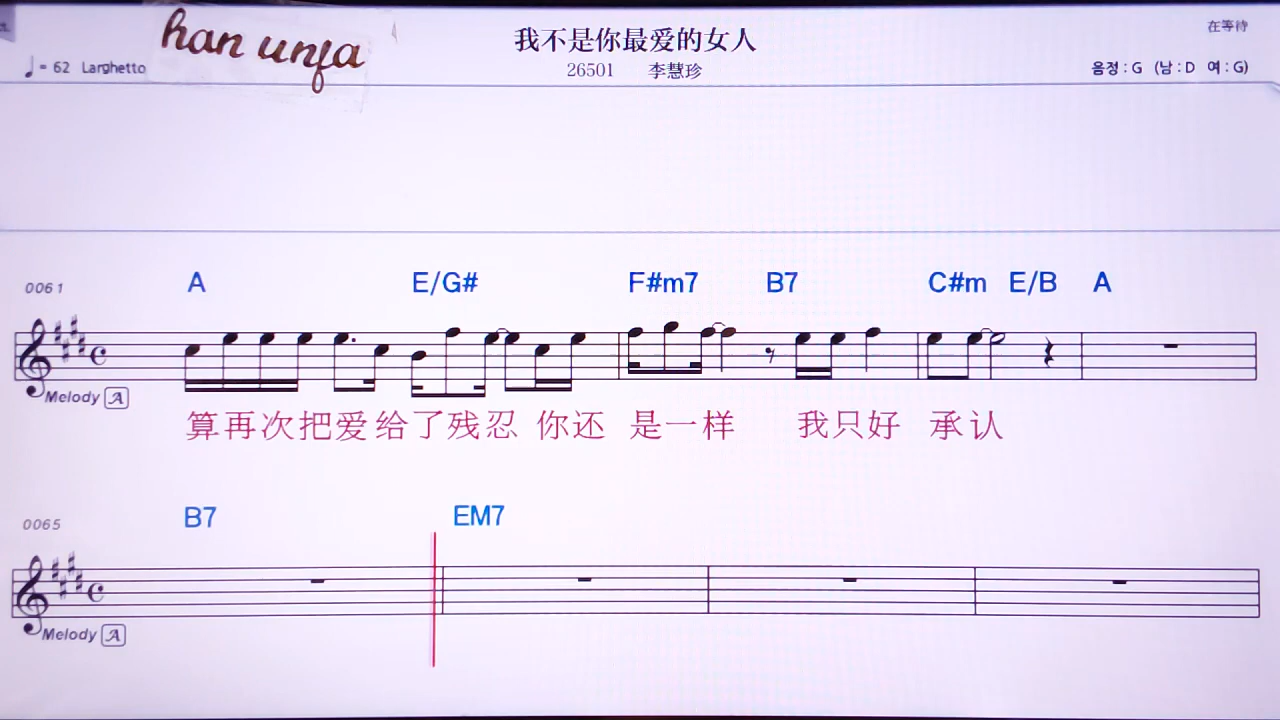 han unfa
我不是你最爱的女人
在等待
♩= 62 Larghetto
26501 李慧珍
음정 : G (남 : D 여 : G)
0061
A E/G# F#m7 B7 C#m E/B A
Melody A
算再次把爱给了残忍 你还 是一样 我只好 承认
0065
B7 EM7
Melody A